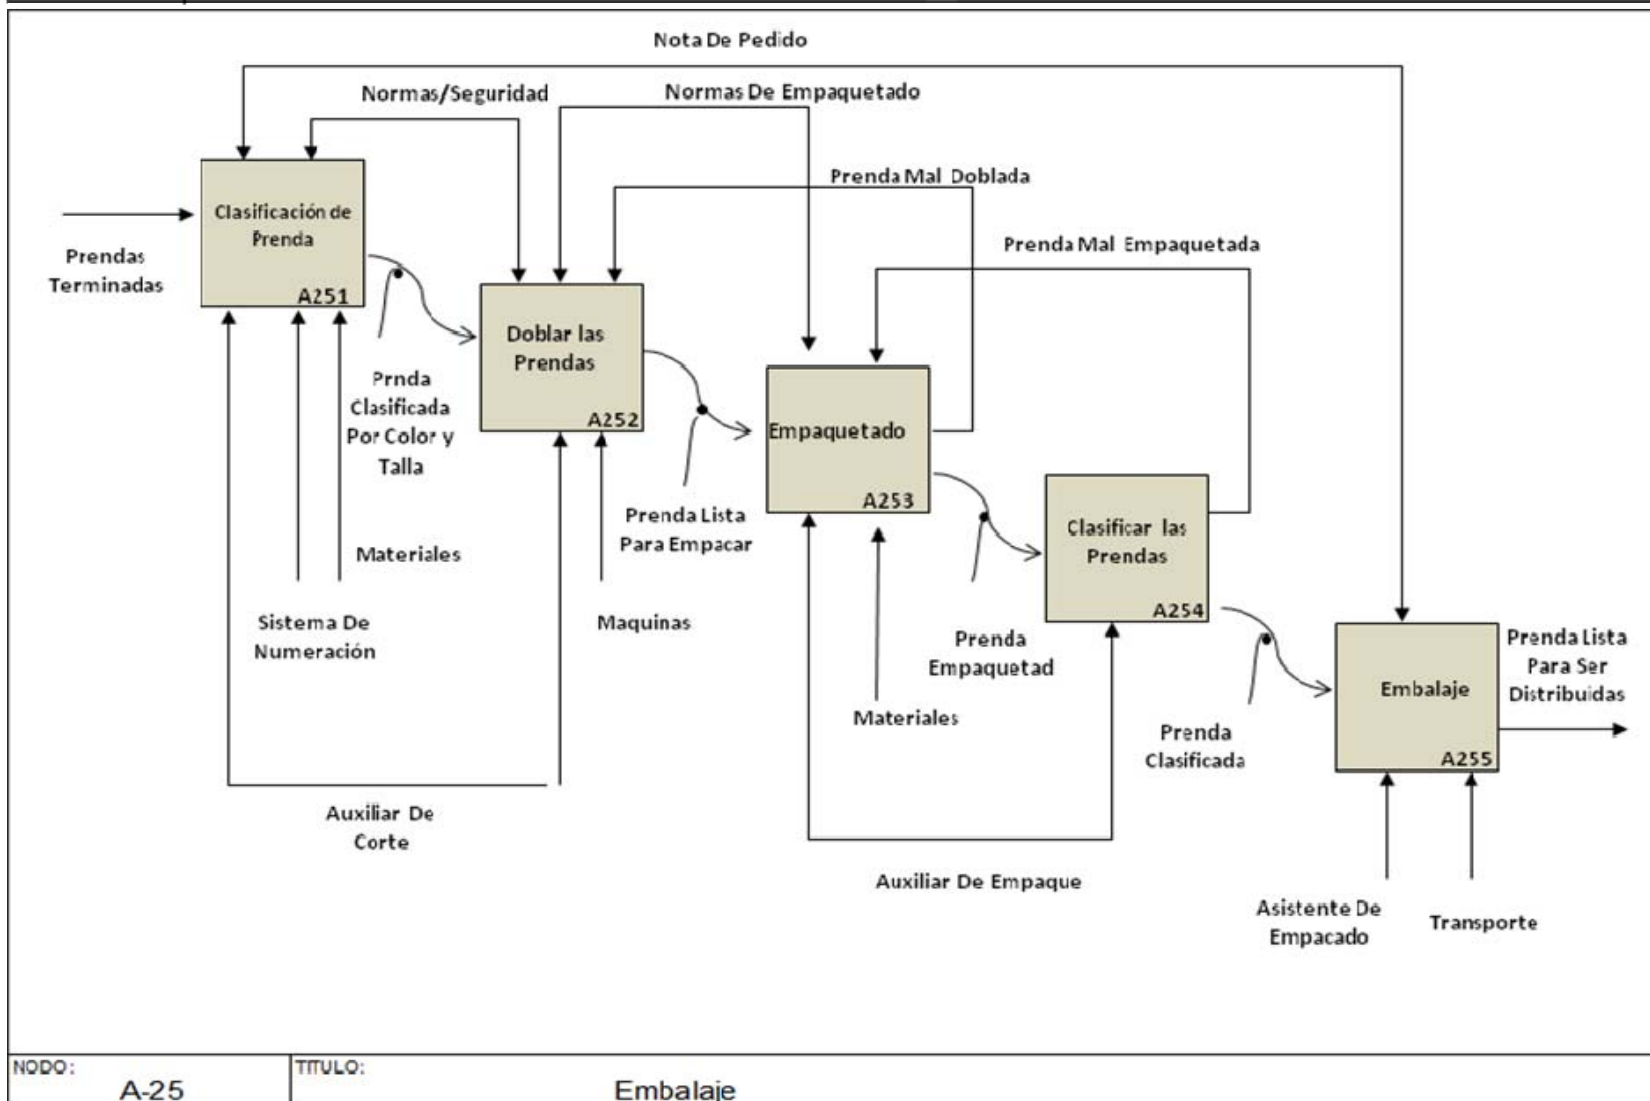 Nota De Pedido
Normas/Seguridad
Normas De Empaquetado
Prenda Mal Doblada
Prenda Mal Empaquetada
Clasificación de
Prenda
A251
Prendas
Terminadas
Doblar las
Prendas
A252
Prnda
Clasificada
Por Color y
Talla
Empaquetado
A253
Prenda Lista
Para Empacar
Materiales
Sistema De
Numeración
Maquinas
Clasificar las
Prendas
A254
Prenda
Empaquetad
Materiales
Prenda
Clasificada
Embalaje
A255
Prenda Lista
Para Ser
Distribuidas
Auxiliar De
Corte
Auxiliar De Empaque
Asistente De
Empacado
Transporte
NODO:
A-25
TITULO:
Embalaje